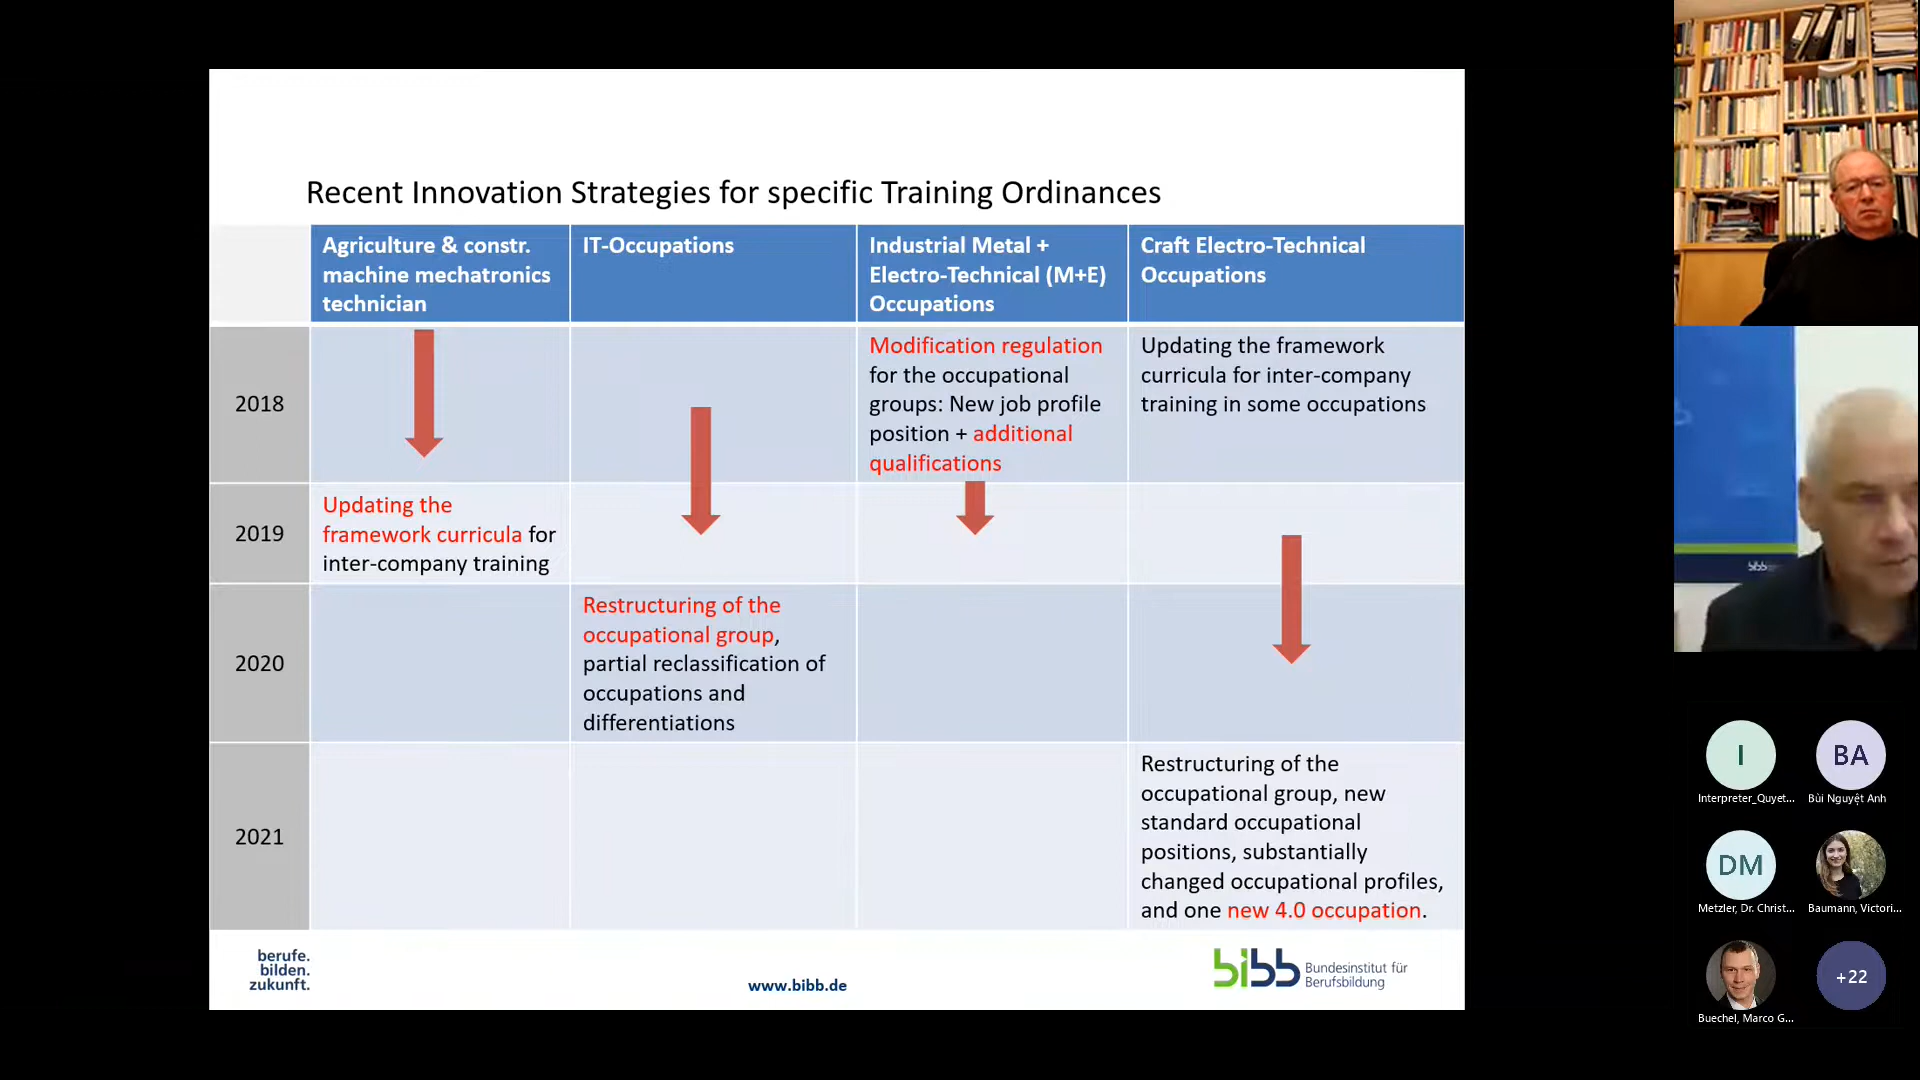 Recent Innovation Strategies for specific Training Ordinances
Agriculture & constr.
machine mechatronics
technician
IT-Occupations
Industrial Metal +
Electro-Technical (M+E)
Occupations
Craft Electro-Technical
Occupations
2018
Modification regulation
for the occupational
groups: New job profile
position + additional
qualifications
Updating the framework
curricula for inter-company
training in some occupations
2019
Updating the
framework curricula for
inter-company training
2020
Restructuring of the
occupational group,
partial reclassification of
occupations and
differentiations
2021
Restructuring of the
occupational group, new
standard occupational
positions, substantially
changed occupational profiles,
and one new 4.0 occupation.
berufe.
bilden.
zukunft.
www.bibb.de
bibb
Bundesinstitut für
Berufsbildung
bibb
I
Interpreter_Quyet...
BA
Bùi Nguyệt Anh
DM
Metzler, Dr. Christ...
Baumann, Victori...
Buechel, Marco G...
+22